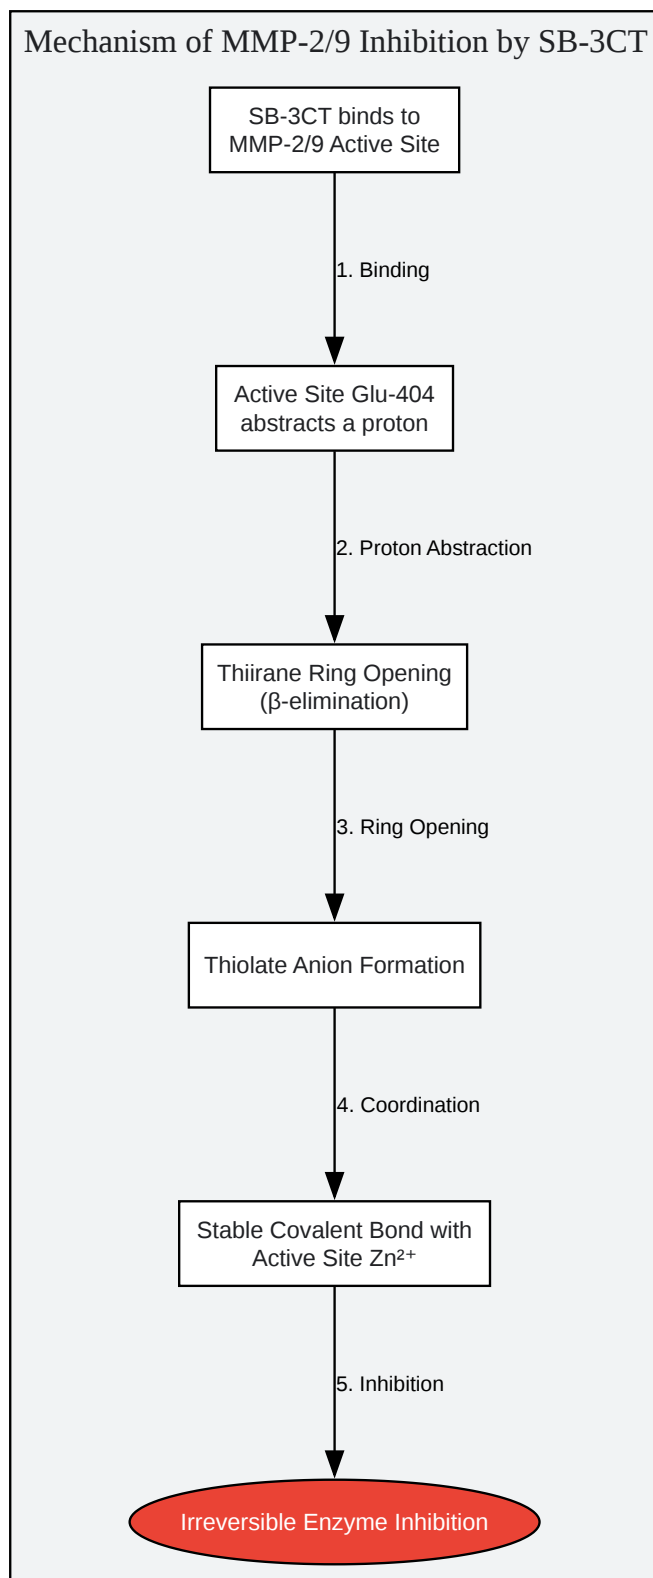 Mechanism of MMP-2/9 Inhibition by SB-3CT
SB-3CT binds to
MMP-2/9 Active Site
1. Binding
Active Site Glu-404
abstracts a proton
2. Proton Abstraction
Thiirane Ring Opening
(β-elimination)
3. Ring Opening
Thiolate Anion Formation
4. Coordination
Stable Covalent Bond with
Active Site Zn²⁺
5. Inhibition
Irreversible Enzyme Inhibition